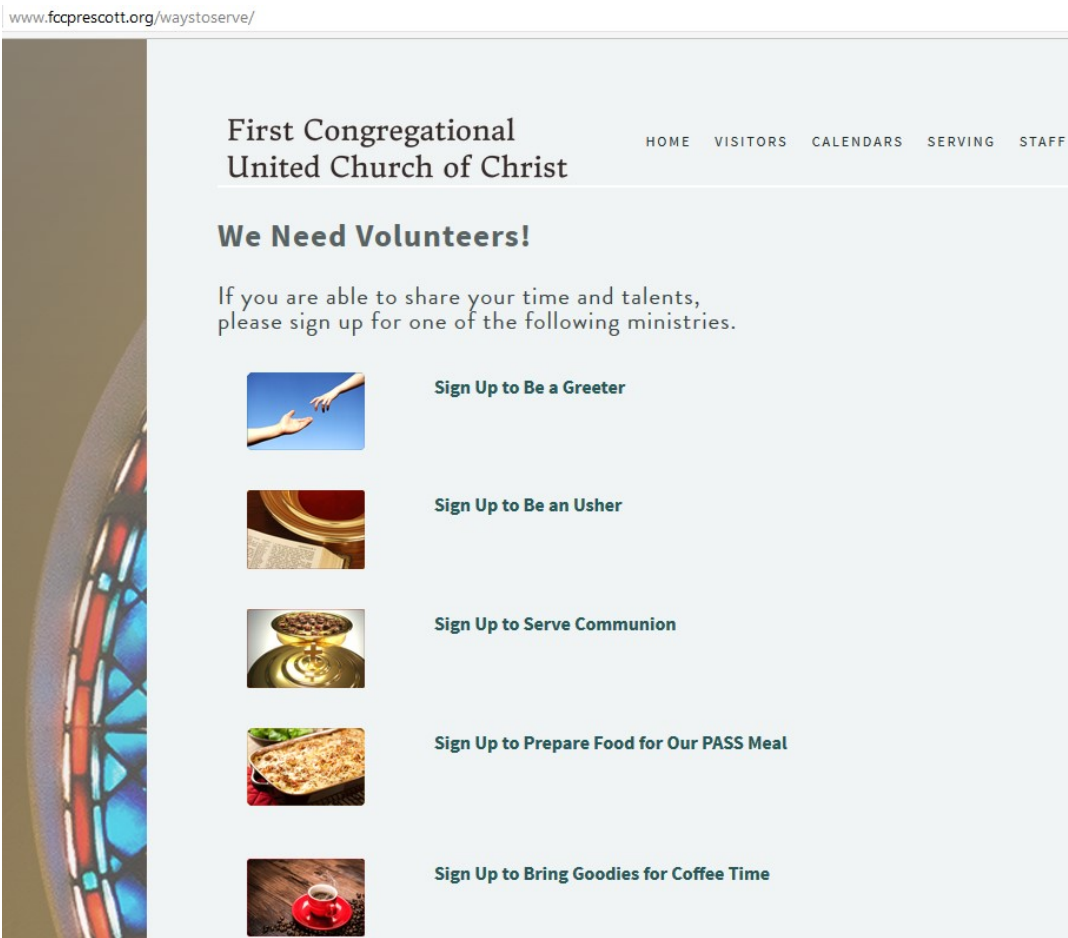 www.fccprescott.org/waystoserve/
First Congregational
United Church of Christ
HOME VISITORS CALENDARS SERVING STAFF
We Need Volunteers!
If you are able to share your time and talents,
please sign up for one of the following ministries.
Sign Up to Be a Greeter
Sign Up to Be an Usher
Sign Up to Serve Communion
Sign Up to Prepare Food for Our PASS Meal
Sign Up to Bring Goodies for Coffee Time